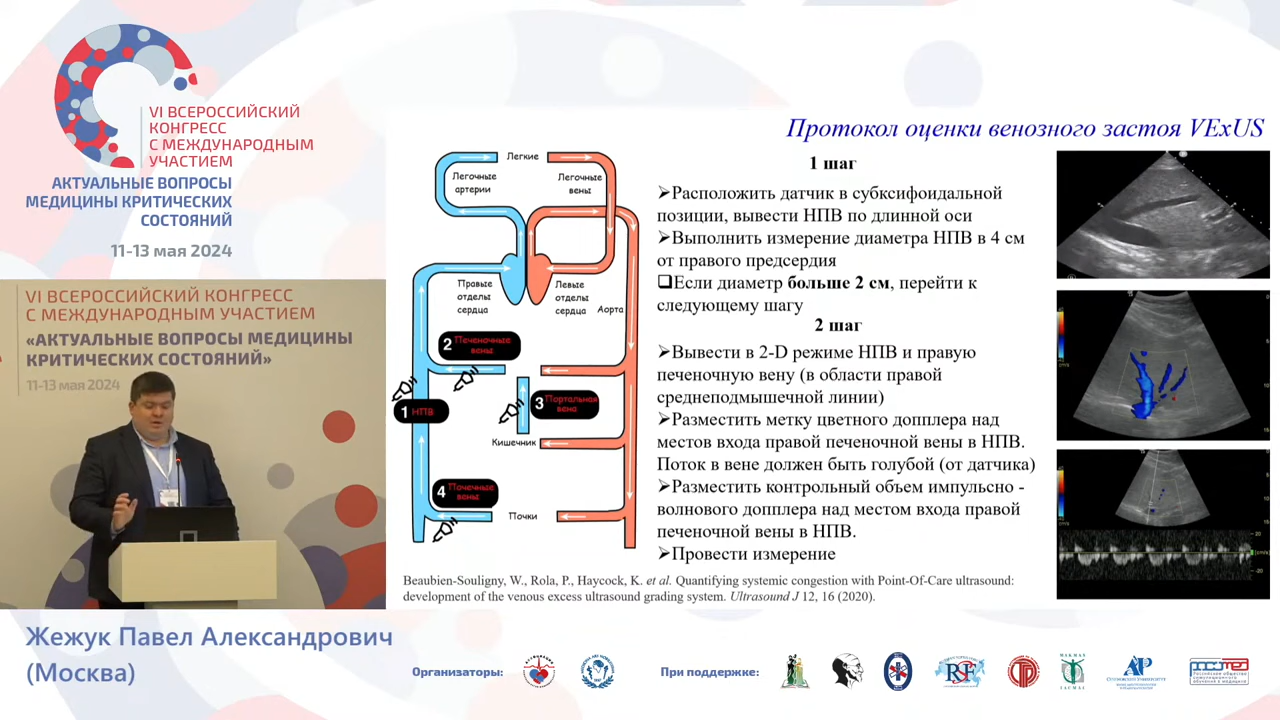 VI ВСЕРОССИЙСКИЙ
КОНГРЕСС
С МЕЖДУНАРОДНЫМ
УЧАСТИЕМ
АКТУАЛЬНЫЕ ВОПРОСЫ
МЕДИЦИНЫ КРИТИЧЕСКИХ
СОСТОЯНИЙ
11-13 мая 2024
VI ВСЕРОССИЙСКИЙ КОНГРЕСС
С МЕЖДУНАРОДНЫМ УЧАСТИЕМ
«АКТУАЛЬНЫЕ ВОПРОСЫ МЕДИЦИНЫ
КРИТИЧЕСКИХ СОСТОЯНИЙ»
11-13 мая 2024
Протокол оценки венозного застоя VExUS
Легкие
Легочные
артерии
Легочные
вены
Правые
отделы
сердца
Левые
отделы
сердца
Аорта
2 Печеночные
вены
1 НПВ
3 Портальная
вена
Кишечник
4 Почечные
вены
Почки
1 шаг
➢Расположить датчик в субксифоидальной
позиции, вывести НПВ по длинной оси
➢Выполнить измерение диаметра НПВ в 4 см
от правого предсердия
❑Если диаметр больше 2 см, перейти к
следующему шагу
2 шаг
➢Вывести в 2-D режиме НПВ и правую
печеночную вену (в области правой
среднеподмышечной линии)
➢Разместить метку цветного допплера над
местов входа правой печеночной вены в НПВ.
Поток в вене должен быть голубой (от датчика)
➢Разместить контрольный объем импульсно -
волнового допплера над местом входа правой
печеночной вены в НПВ.
➢Провести измерение
Beaubien-Souligny, W., Rola, P., Haycock, K. et al. Quantifying systemic congestion with Point-Of-Care ultrasound:
development of the venous excess ultrasound grading system. Ultrasound J 12, 16 (2020).
Жежук Павел Александрович
(Москва)
Организаторы:
При поддержке: